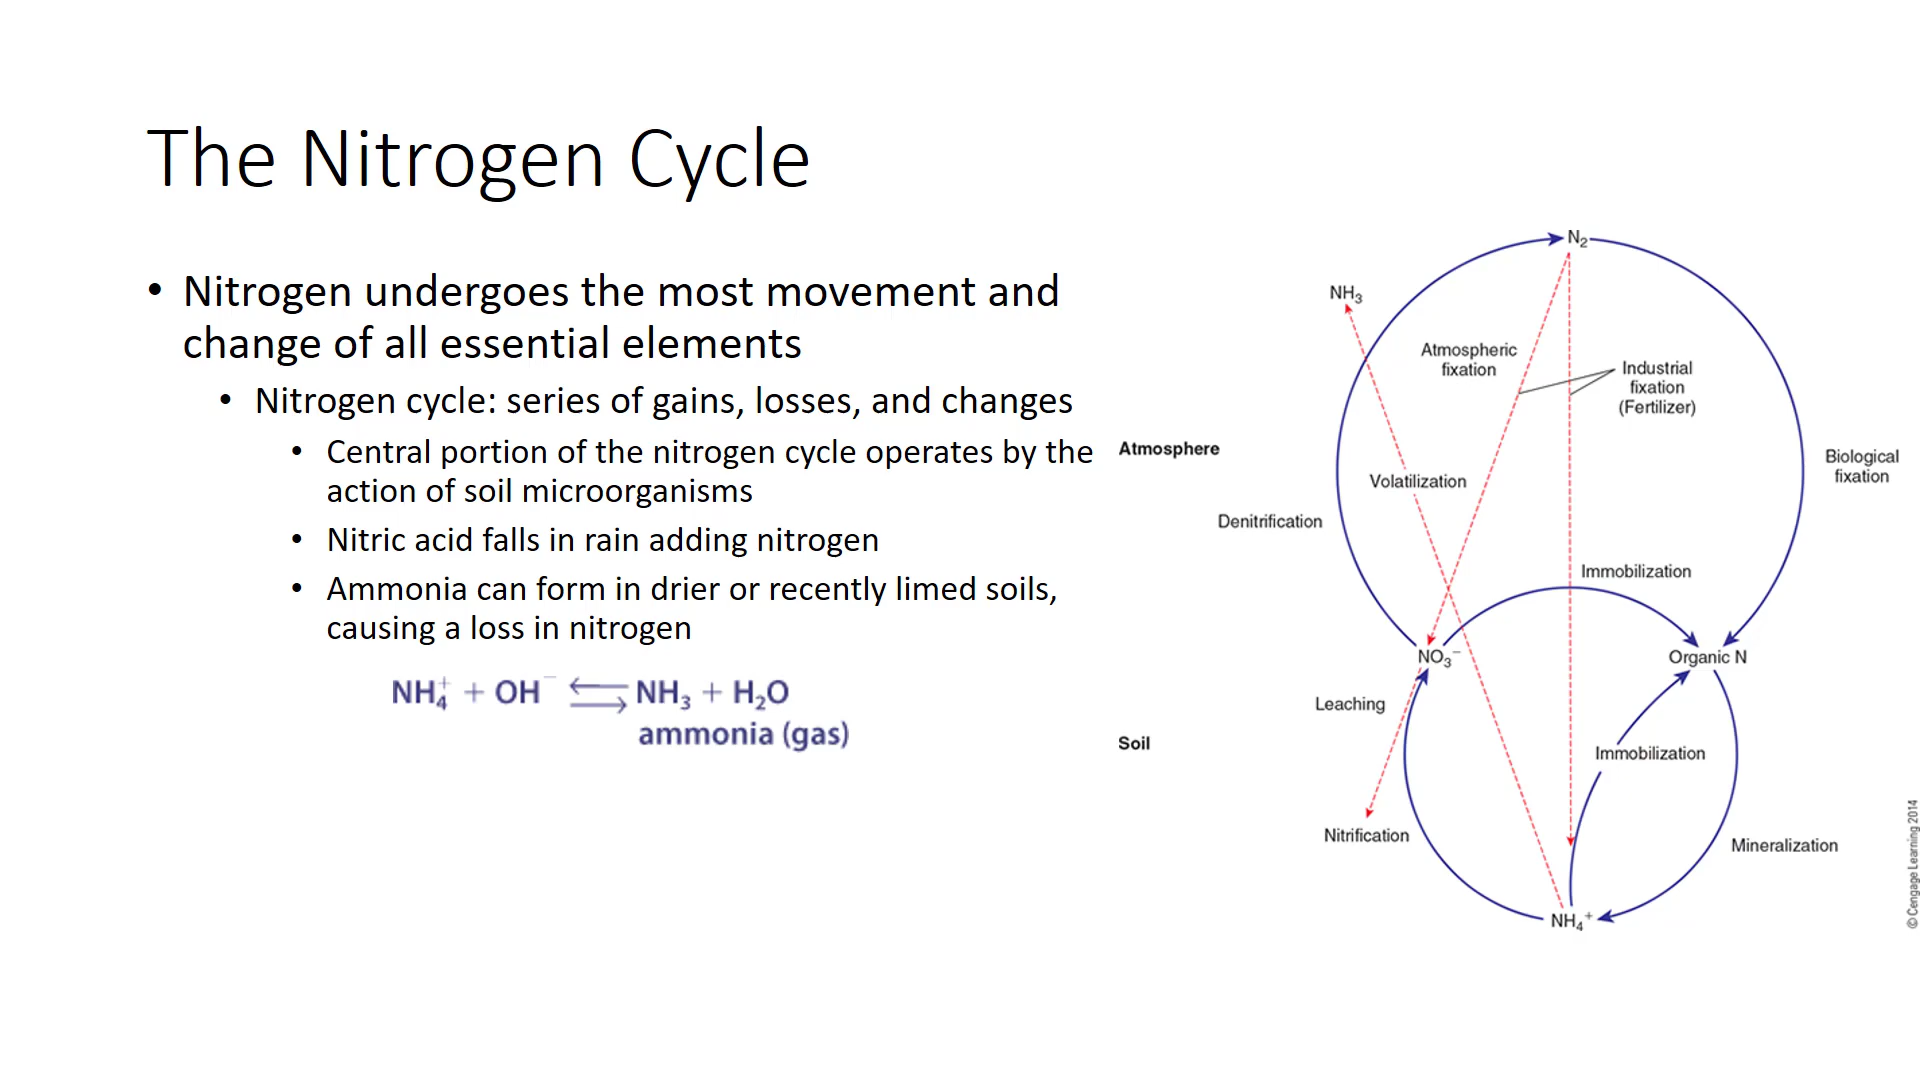 The Nitrogen Cycle
• Nitrogen undergoes the most movement and
change of all essential elements
• Nitrogen cycle: series of gains, losses, and changes
• Central portion of the nitrogen cycle operates by the
action of soil microorganisms
• Nitric acid falls in rain adding nitrogen
• Ammonia can form in drier or recently limed soils,
causing a loss in nitrogen
NH₄⁺ + OH⁻ ⇆ NH₃ + H₂O
ammonia (gas)
N₂
NH₃
Atmospheric
fixation
Industrial
fixation
(Fertilizer)
Atmosphere
Biological
fixation
Volatilization
Denitrification
Immobilization
NO₃⁻
Organic N
Leaching
Soil
Immobilization
Nitrification
Mineralization
NH₄⁺
© Cengage Learning 2014